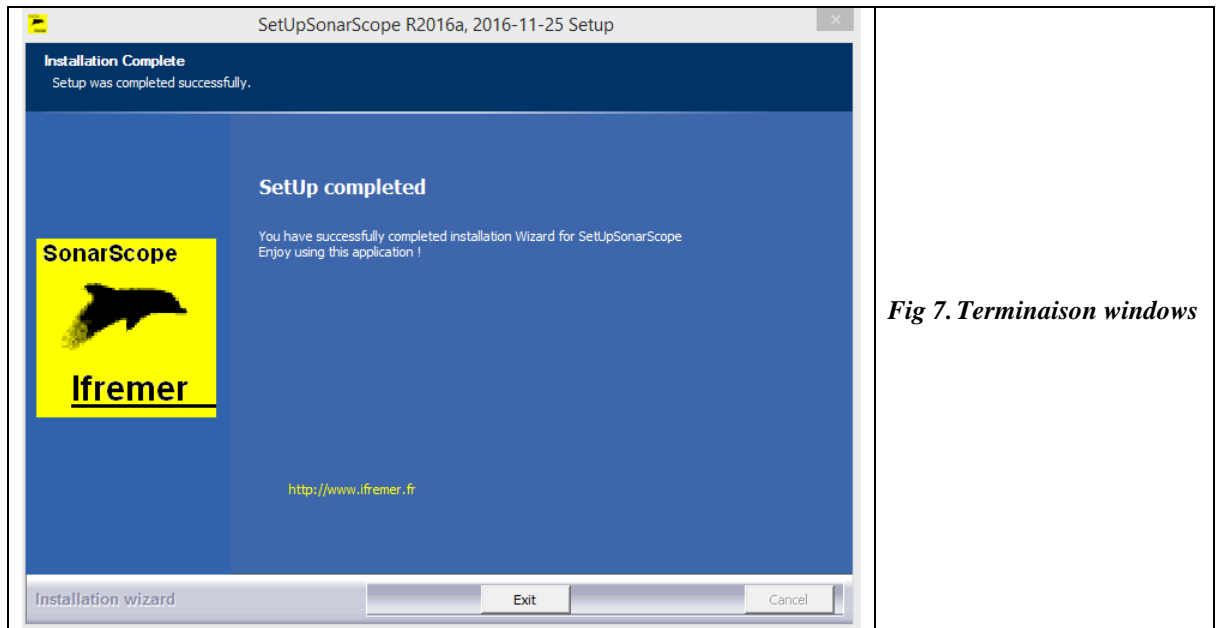 SetUpSonarScope R2016a, 2016-11-25 Setup
Installation Complete
Setup was completed successfully.
SetUp completed
You have successfully completed installation Wizard for SetUpSonarScope
Enjoy using this application !
SonarScope
Ifremer
http://www.ifremer.fr
Installation wizard
Exit
Cancel
Fig 7. Terminaison windows